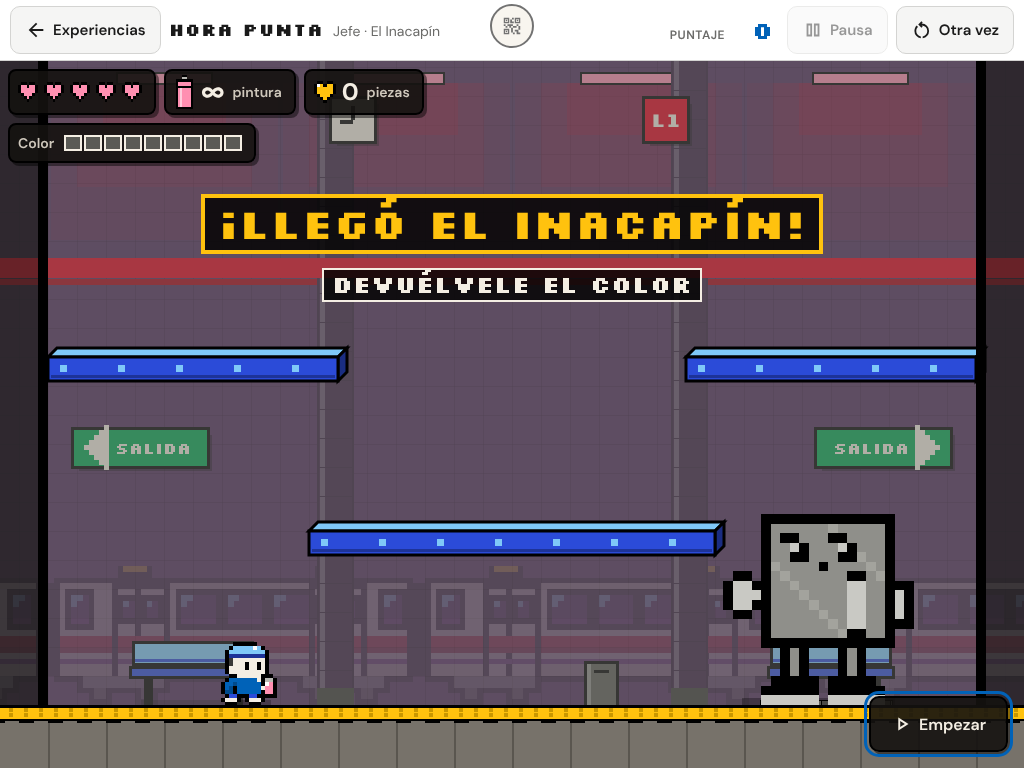 Experiencias
HORA PUNTA
Jefe · El Inacapín
PUNTAJE
0
Pausa
Otra vez
∞ pintura
0 piezas
Color
L1
¡LLEGÓ EL INACAPÍN!
DEVUÉLVELE EL COLOR
SALIDA
SALIDA
Empezar